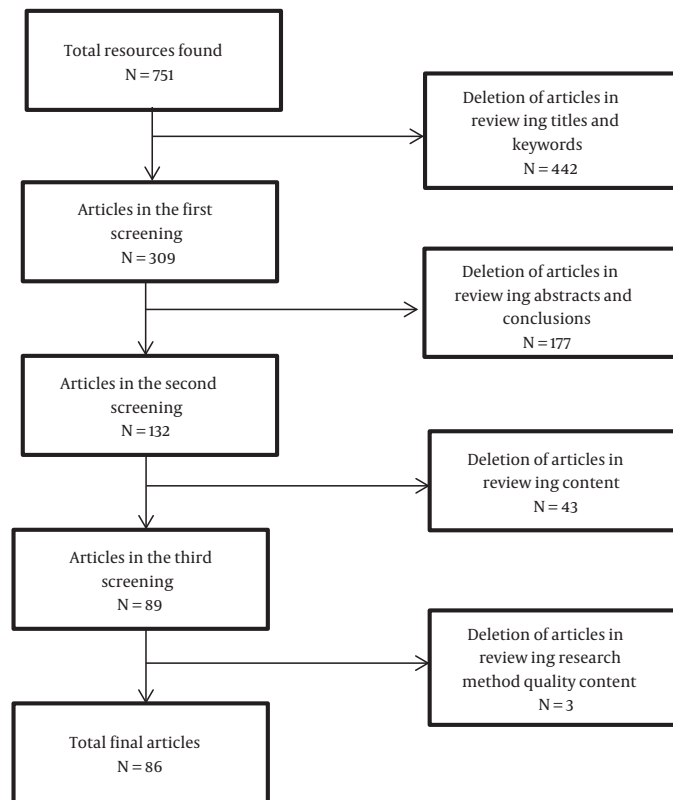 Total resources found
N = 751
Deletion of articles in
review ing titles and
keywords
N = 442
Articles in the first
screening
N = 309
Deletion of articles in
review ing abstracts and
conclusions
N = 177
Articles in the second
screening
N = 132
Deletion of articles in
review ing content
N = 43
Articles in the third
screening
N = 89
Deletion of articles in
review ing research
method quality content
N = 3
Total final articles
N = 86